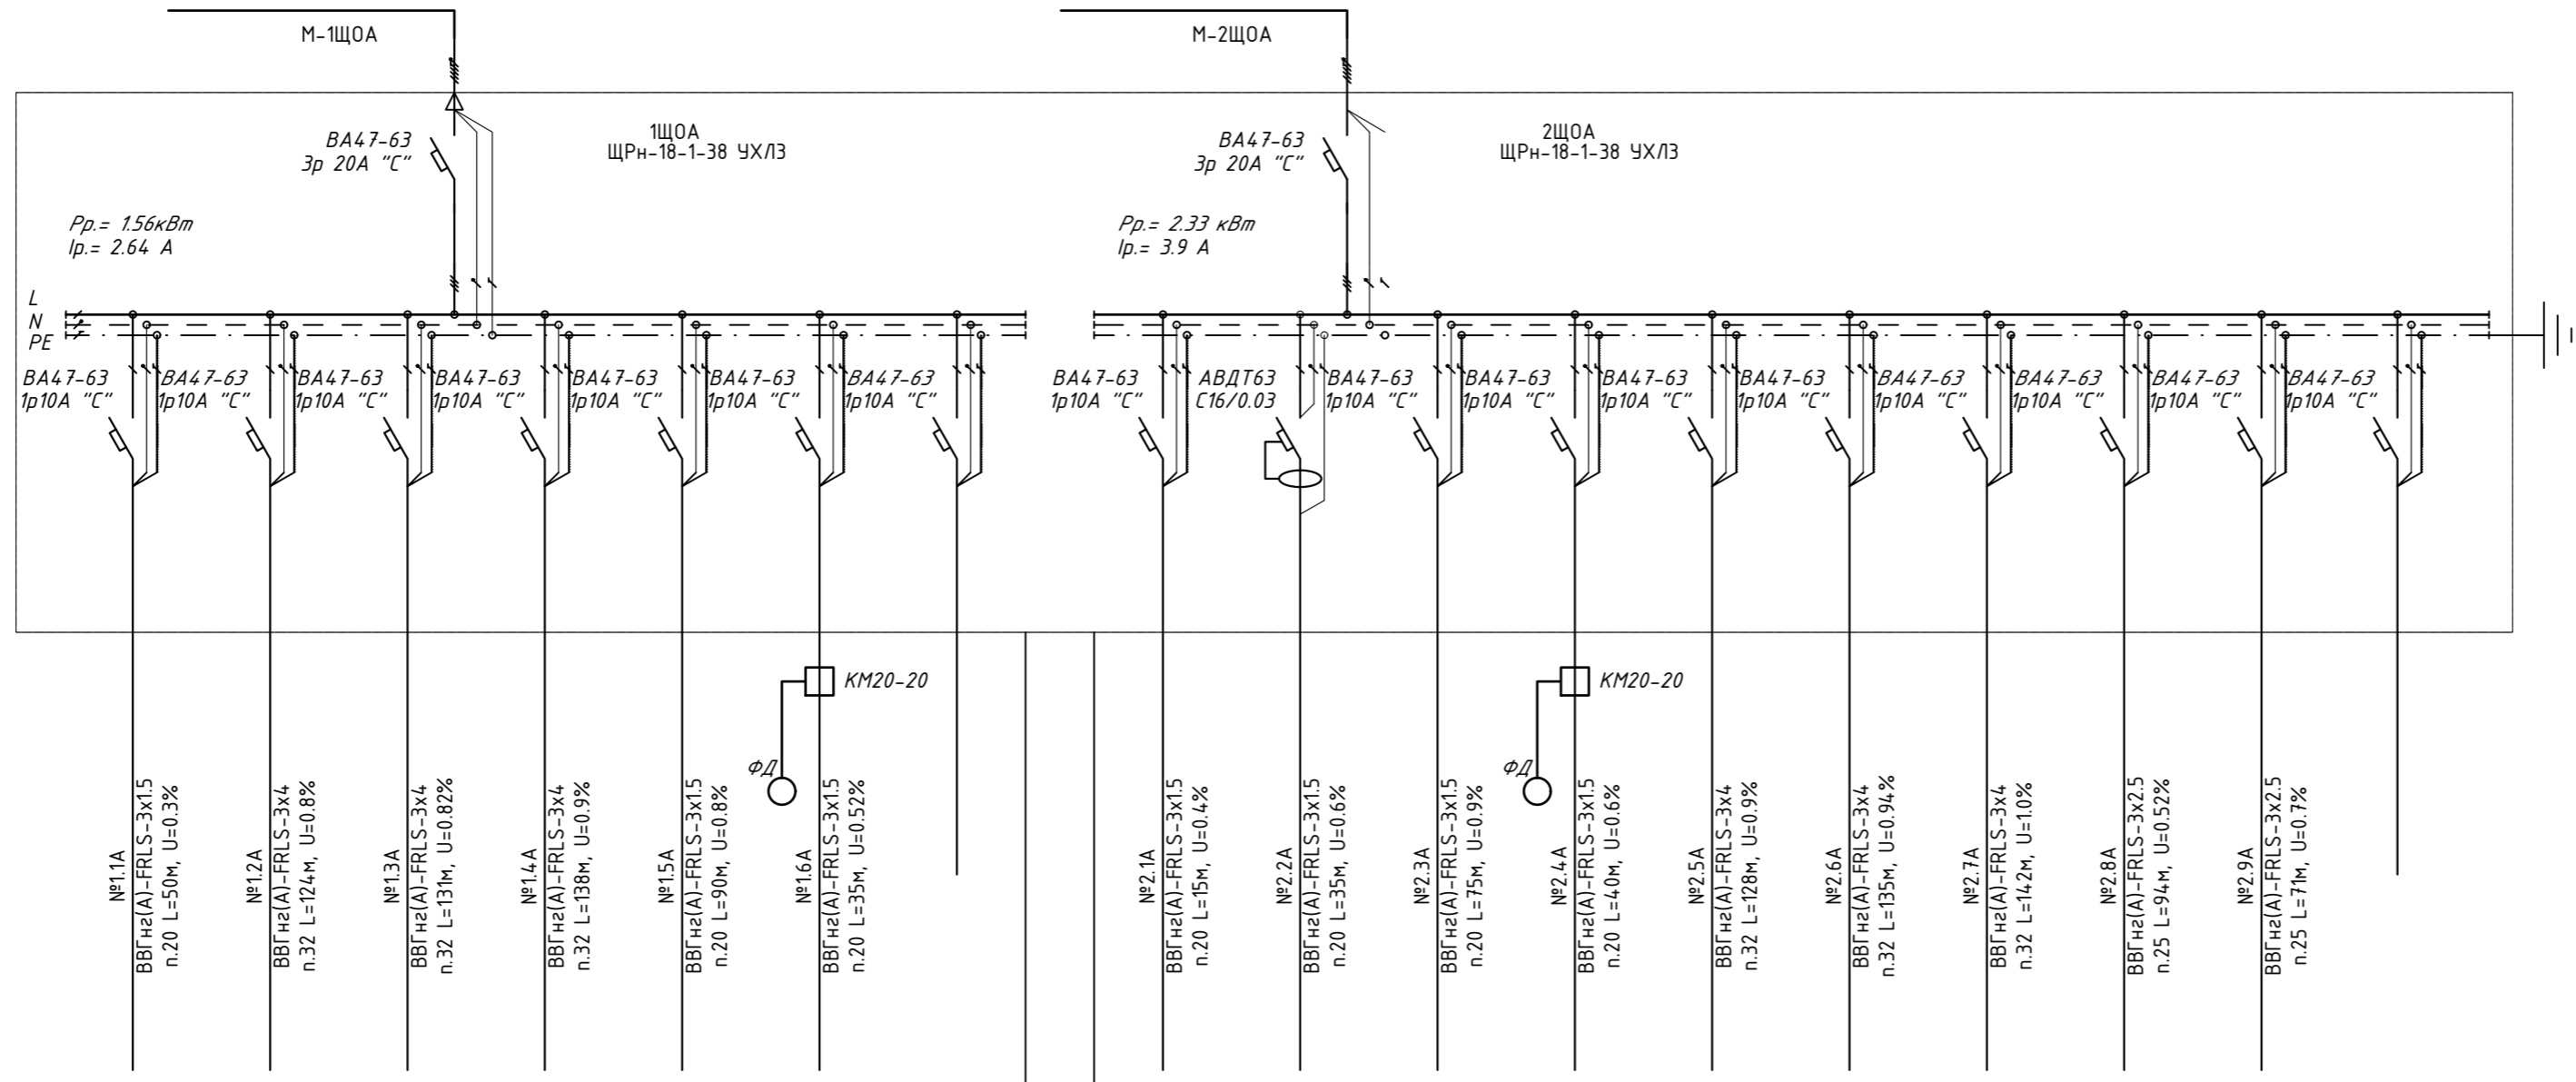 М-1ЩОА
М-2ЩОА
ВА47-63
3р 20А "С"
1ЩОА
ЩРн-18-1-38 УХЛ3
ВА47-63
3р 20А "С"
2ЩОА
ЩРн-18-1-38 УХЛ3
Рр.= 1.56кВт
Iр.= 2.64 А
Рр.= 2.33 кВт
Iр.= 3.9 А
L
N
PE
ВА47-63
1р10А "С"
ВА47-63
1р10А "С"
ВА47-63
1р10А "С"
ВА47-63
1р10А "С"
ВА47-63
1р10А "С"
ВА47-63
1р10А "С"
ВА47-63
1р10А "С"
ВА47-63
1р10А "С"
АВДТ63
С16/0.03
ВА47-63
1р10А "С"
ВА47-63
1р10А "С"
ВА47-63
1р10А "С"
ВА47-63
1р10А "С"
ВА47-63
1р10А "С"
ВА47-63
1р10А "С"
ВА47-63
1р10А "С"
ВА47-63
1р10А "С"
КМ20-20
ФД
КМ20-20
ФД
№1.1А
ВВГнг(А)-FRLS-3х1.5
п.20 L=50м, U=0.3%
№1.2А
ВВГнг(А)-FRLS-3х4
п.32 L=124м, U=0.8%
№1.3А
ВВГнг(А)-FRLS-3х4
п.32 L=131м, U=0.82%
№1.4А
ВВГнг(А)-FRLS-3х4
п.32 L=138м, U=0.9%
№1.5А
ВВГнг(А)-FRLS-3х1.5
п.20 L=90м, U=0.8%
№1.6А
ВВГнг(А)-FRLS-3х1.5
п.20 L=35м, U=0.52%
№2.1А
ВВГнг(А)-FRLS-3х1.5
п.20 L=15м, U=0.4%
№2.2А
ВВГнг(А)-FRLS-3х1.5
п.20 L=35м, U=0.6%
№2.3А
ВВГнг(А)-FRLS-3х1.5
п.20 L=75м, U=0.9%
№2.4А
ВВГнг(А)-FRLS-3х1.5
п.20 L=40м, U=0.6%
№2.5А
ВВГнг(А)-FRLS-3х4
п.32 L=128м, U=0.9%
№2.6А
ВВГнг(А)-FRLS-3х4
п.32 L=135м, U=0.94%
№2.7А
ВВГнг(А)-FRLS-3х4
п.32 L=142м, U=1.0%
№2.8А
ВВГнг(А)-FRLS-3х2.5
п.25 L=94м, U=0.52%
№2.9А
ВВГнг(А)-FRLS-3х2.5
п.25 L=71м, U=0.7%